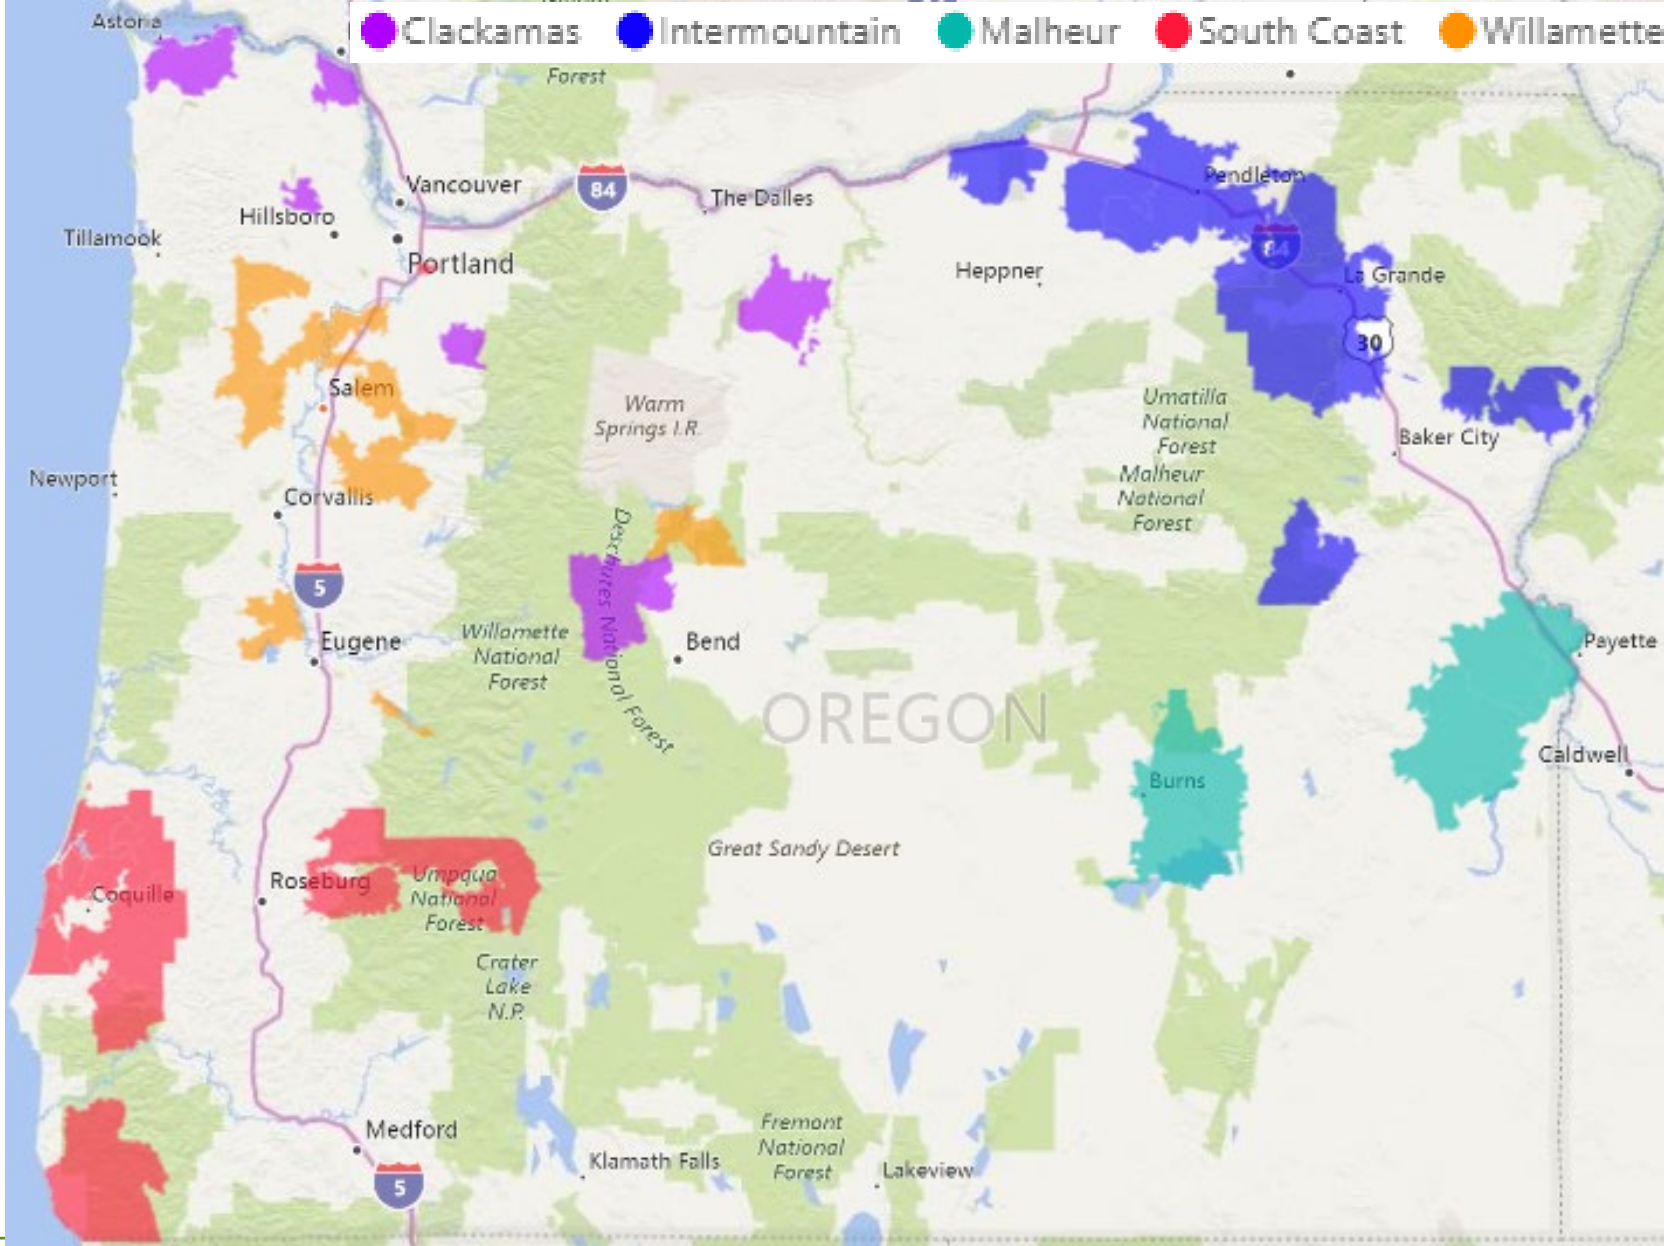 Astoria
Clackamas Intermountain Malheur South Coast Willamette
Forest
Vancouver
84
The Dalles
Pendleton
Hillsboro
Tillamook
Portland
84
Heppner
La Grande
30
Salem
Warm
Springs I.R.
Umatilla
National
Forest
Baker City
Malheur
National
Forest
Newport
Corvallis
Deschutes National Forest
5
Eugene
Willamette
National
Forest
Bend
Payette
OREGON
Caldwell
Burns
Great Sandy Desert
Coquille
Roseburg
Umpqua
National
Forest
Crater
Lake
N.P.
Medford
Fremont
National
Forest
Klamath Falls
Lakeview
5